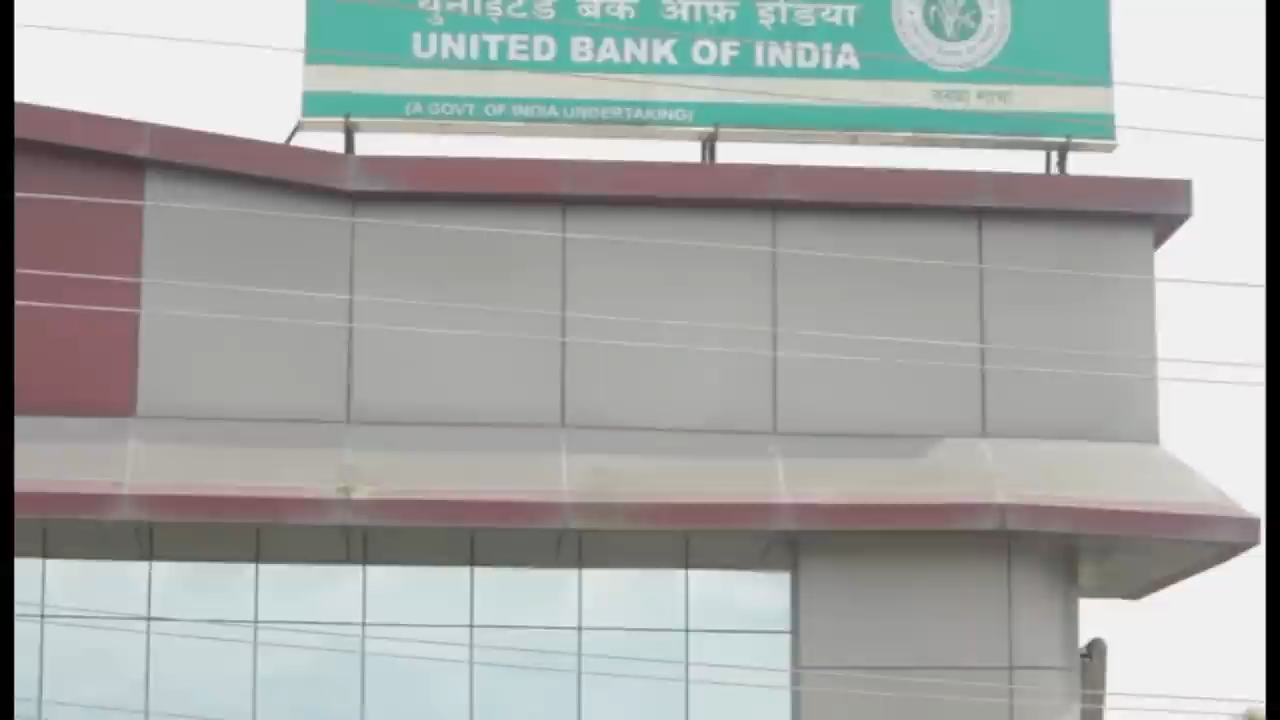 युनाइटेड बैंक ऑफ़ इंडिया
UNITED BANK OF INDIA
(A GOVT. OF INDIA UNDERTAKING)